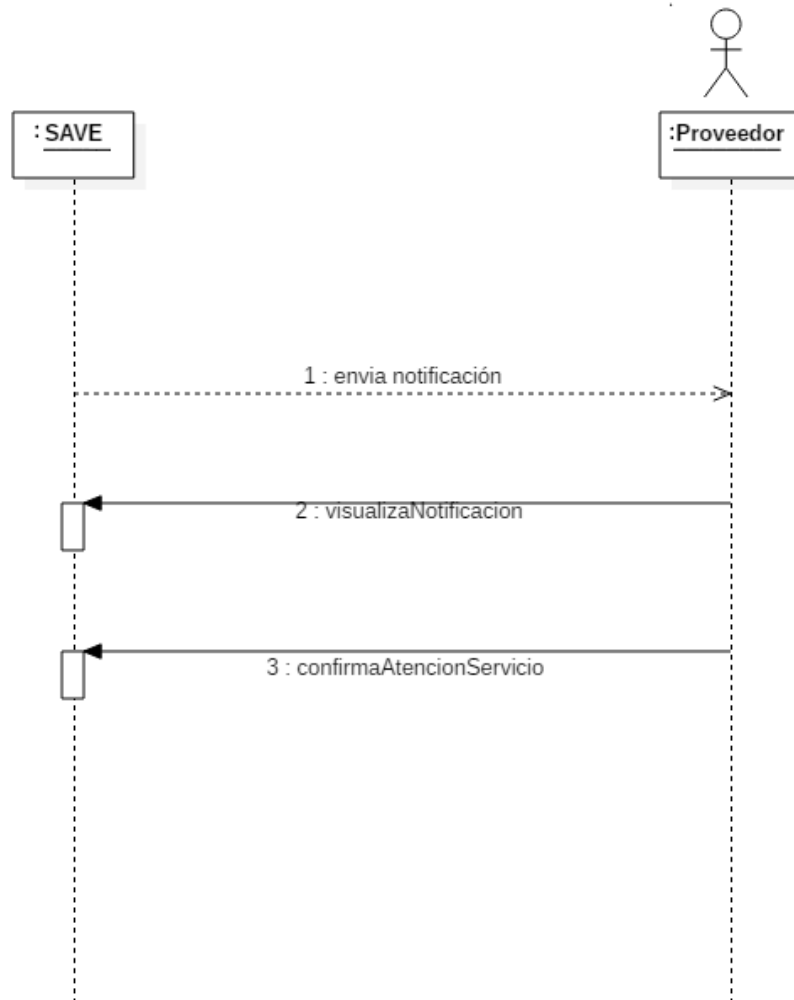 : SAVE
:Proveedor
1 : envia notificación
2 : visualizaNotificacion
3 : confirmaAtencionServicio